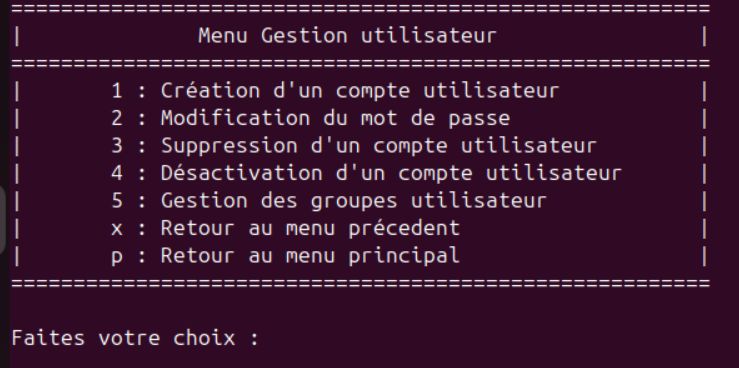 ========================================================
| Menu Gestion utilisateur |
========================================================
| 1 : Création d'un compte utilisateur |
| 2 : Modification du mot de passe |
| 3 : Suppression d'un compte utilisateur |
| 4 : Désactivation d'un compte utilisateur |
| 5 : Gestion des groupes utilisateur |
| x : Retour au menu précedent |
| p : Retour au menu principal |
========================================================
Faites votre choix :